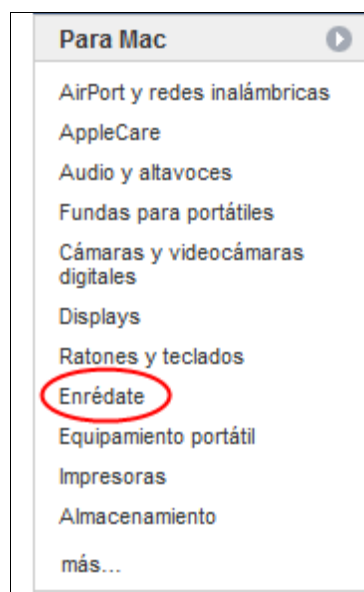 Para Mac
AirPort y redes inalámbricas
AppleCare
Audio y altavoces
Fundas para portátiles
Cámaras y videocámaras
digitales
Displays
Ratones y teclados
Enrédate
Equipamiento portátil
Impresoras
Almacenamiento
más...